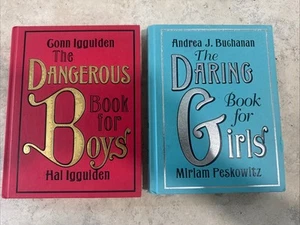 Conn Iggulden
The
DANGEROUS
Book for
Boys
Hal Iggulden
Andrea J. Buchanan
The
DARING
Book for
Girls
Miriam Peskowitz